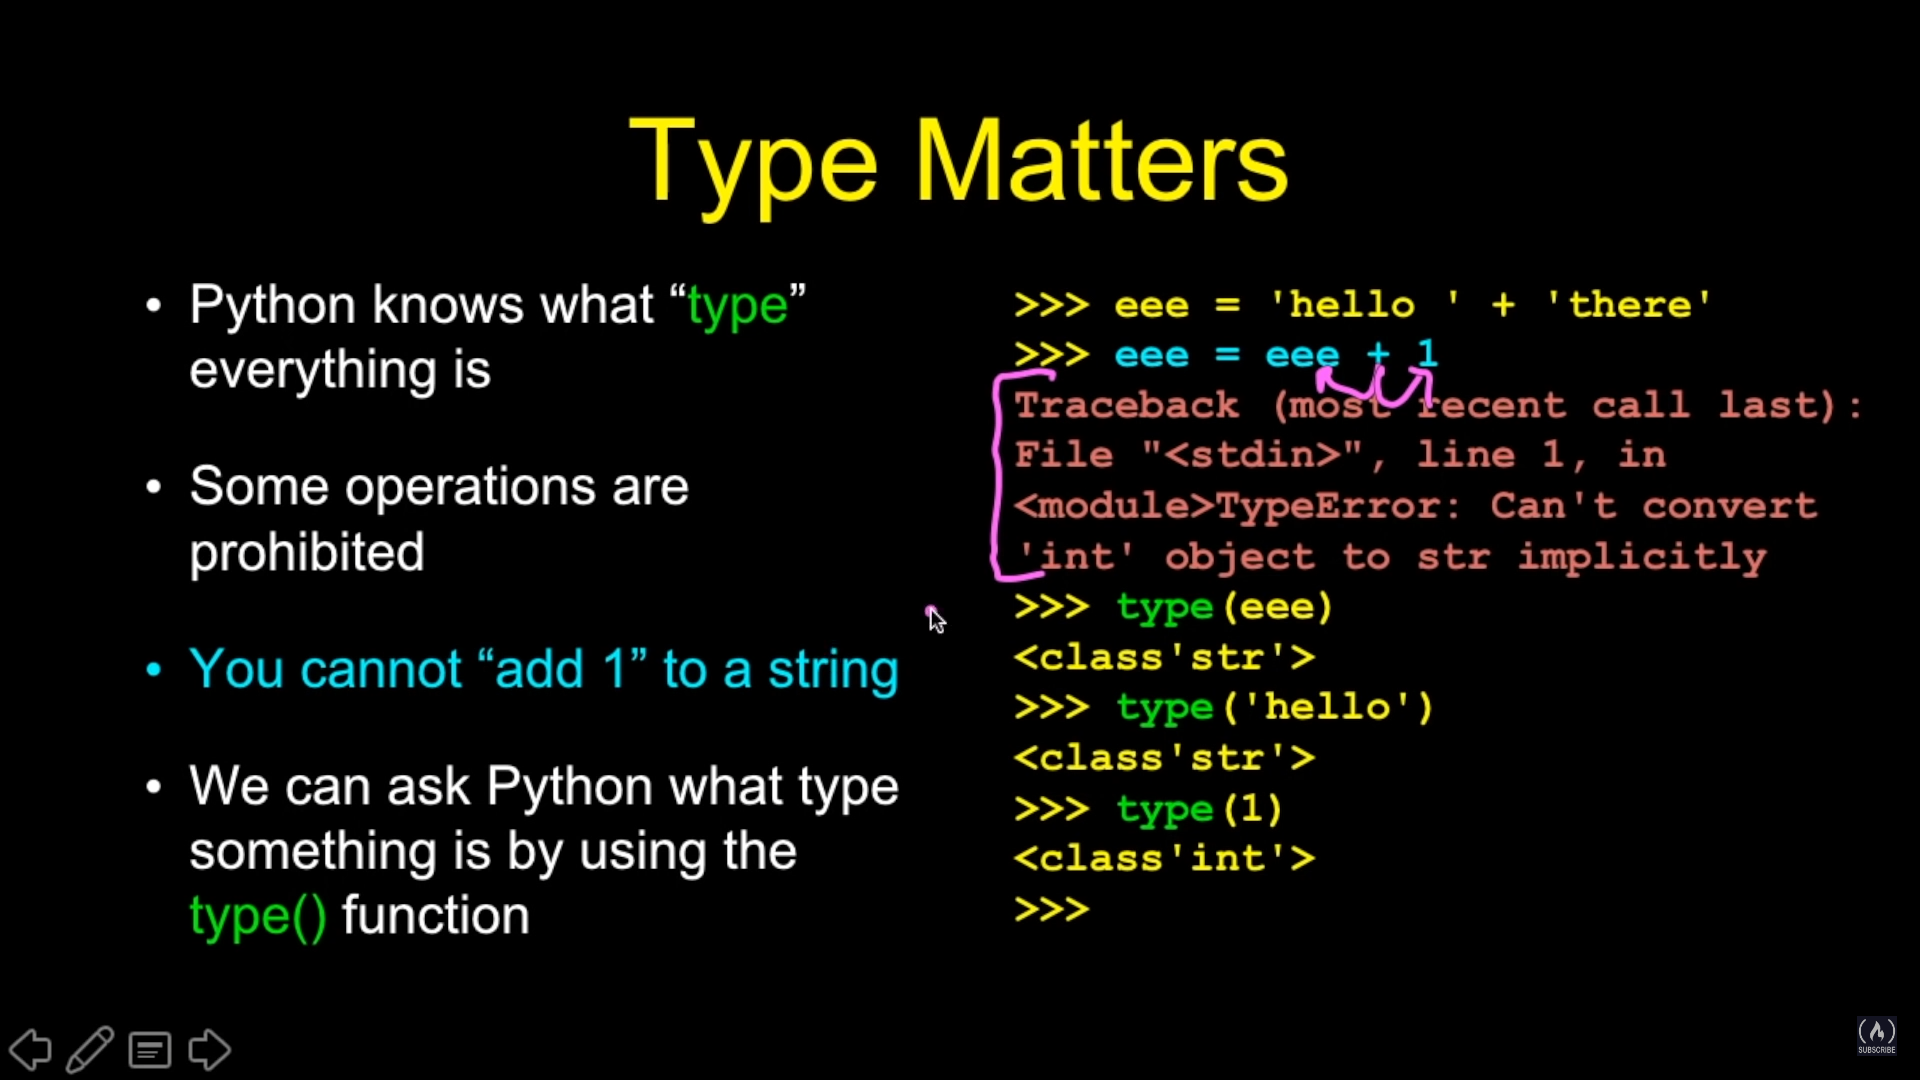 Type Matters
• Python knows what “type”
everything is
• Some operations are
prohibited
• You cannot “add 1” to a string
• We can ask Python what type
something is by using the
type() function
>>> eee = 'hello ' + 'there'
>>> eee = eee + 1
Traceback (most recent call last):
File "<stdin>", line 1, in
<module>TypeError: Can't convert
'int' object to str implicitly
>>> type(eee)
<class'str'>
>>> type('hello')
<class'str'>
>>> type(1)
<class'int'>
>>>
SUBSCRIBE